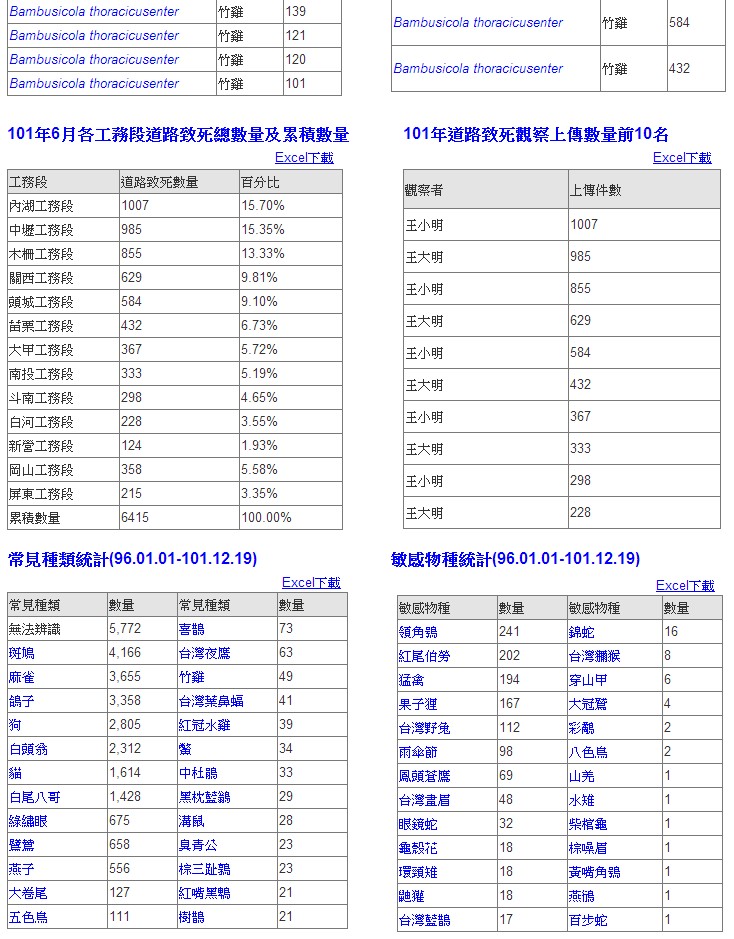 Bambusicola thoracicusenter 竹雞 139
Bambusicola thoracicusenter 竹雞 121
Bambusicola thoracicusenter 竹雞 120
Bambusicola thoracicusenter 竹雞 101
Bambusicola thoracicusenter 竹雞 584
Bambusicola thoracicusenter 竹雞 432
101年6月各工務段道路致死總數量及累積數量
Excel下載
工務段 道路致死數量 百分比
內湖工務段 1007 15.70%
中壢工務段 985 15.35%
木柵工務段 855 13.33%
關西工務段 629 9.81%
頭城工務段 584 9.10%
苗栗工務段 432 6.73%
大甲工務段 367 5.72%
南投工務段 333 5.19%
斗南工務段 298 4.65%
白河工務段 228 3.55%
新營工務段 124 1.93%
岡山工務段 358 5.58%
屏東工務段 215 3.35%
累積數量 6415 100.00%
101年道路致死觀察上傳數量前10名
Excel下載
觀察者 上傳件數
王小明 1007
王大明 985
王小明 855
王大明 629
王小明 584
王大明 432
王小明 367
王大明 333
王小明 298
王大明 228
常見種類統計(96.01.01-101.12.19)
Excel下載
常見種類 數量 常見種類 數量
無法辨識 5,772 喜鵲 73
斑鳩 4,166 台灣夜鷹 63
麻雀 3,655 竹雞 49
鴿子 3,358 台灣葉鼻蝠 41
狗 2,805 紅冠水雞 39
白頭翁 2,312 鱉 34
貓 1,614 中杜鵑 33
白尾八哥 1,428 黑枕藍鶲 29
綠繡眼 675 溝鼠 28
鷺鷥 658 臭青公 23
燕子 556 棕三趾鶉 23
大卷尾 127 紅嘴黑鵯 21
五色鳥 111 樹鵲 21
敏感物種統計(96.01.01-101.12.19)
Excel下載
敏感物種 數量 敏感物種 數量
領角鴞 241 錦蛇 16
紅尾伯勞 202 台灣獼猴 8
猛禽 194 穿山甲 6
果子狸 167 大冠鷲 4
台灣野兔 112 彩鷸 2
雨傘節 98 八色鳥 2
鳳頭蒼鷹 69 山羌 1
台灣畫眉 48 水雉 1
眼鏡蛇 32 柴棺龜 1
龜殼花 18 棕噪眉 1
環頸雉 18 黃嘴角鴞 1
鼬獾 18 燕鴴 1
台灣藍鵲 17 百步蛇 1